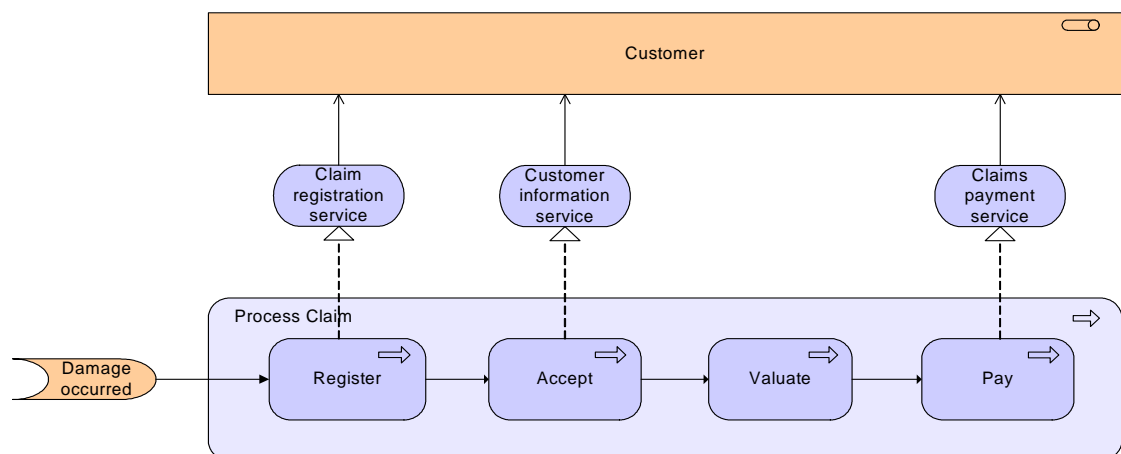 Customer
Claim
registration
service
Customer
information
service
Claims
payment
service
Process Claim
Damage
occurred
Register
Accept
Valuate
Pay